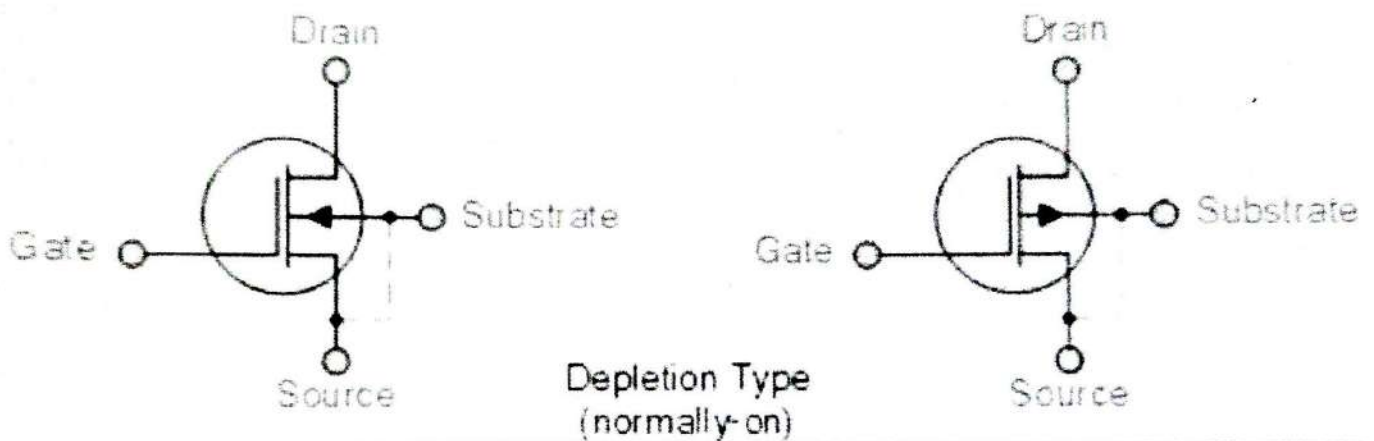 Drain
Drain
Substrate
Substrate
Gate
Gate
Source
Source
Depletion Type
(normally-on)